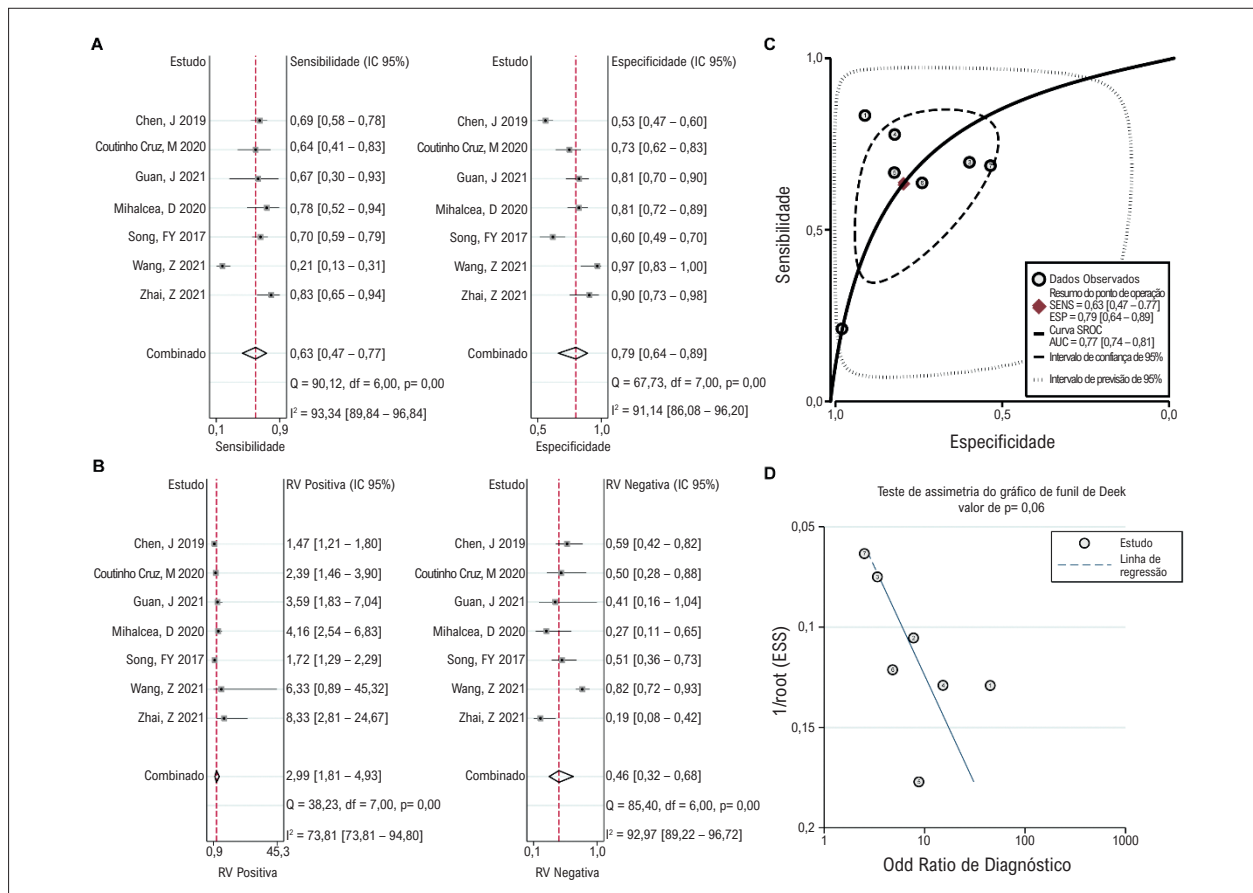 A
Estudo Sensibilidade (IC 95%)
Chen, J 2019 0,69 [0,58 – 0,78]
Coutinho Cruz, M 2020 0,64 [0,41 – 0,83]
Guan, J 2021 0,67 [0,30 – 0,93]
Mihalcea, D 2020 0,78 [0,52 – 0,94]
Song, FY 2017 0,70 [0,59 – 0,79]
Wang, Z 2021 0,21 [0,13 – 0,31]
Zhai, Z 2021 0,83 [0,65 – 0,94]
Combinado 0,63 [0,47 – 0,77]
Q = 90,12, df = 6,00, p= 0,00
I² = 93,34 [89,84 – 96,84]
0,1 0,9
Sensibilidade
Estudo Especificidade (IC 95%)
Chen, J 2019 0,53 [0,47 – 0,60]
Coutinho Cruz, M 2020 0,73 [0,62 – 0,83]
Guan, J 2021 0,81 [0,70 – 0,90]
Mihalcea, D 2020 0,81 [0,72 – 0,89]
Song, FY 2017 0,60 [0,49 – 0,70]
Wang, Z 2021 0,97 [0,83 – 1,00]
Zhai, Z 2021 0,90 [0,73 – 0,98]
Combinado 0,79 [0,64 – 0,89]
Q = 67,73, df = 7,00, p= 0,00
I² = 91,14 [86,08 – 96,20]
0,5 1,0
Especificidade
B
Estudo RV Positiva (IC 95%)
Chen, J 2019 1,47 [1,21 – 1,80]
Coutinho Cruz, M 2020 2,39 [1,46 – 3,90]
Guan, J 2021 3,59 [1,83 – 7,04]
Mihalcea, D 2020 4,16 [2,54 – 6,83]
Song, FY 2017 1,72 [1,29 – 2,29]
Wang, Z 2021 6,33 [0,89 – 45,32]
Zhai, Z 2021 8,33 [2,81 – 24,67]
Combinado 2,99 [1,81 – 4,93]
Q = 38,23, df = 7,00, p= 0,00
I² = 73,81 [73,81 – 94,80]
0,9 45,3
RV Positiva
Estudo RV Negativa (IC 95%)
Chen, J 2019 0,59 [0,42 – 0,82]
Coutinho Cruz, M 2020 0,50 [0,28 – 0,88]
Guan, J 2021 0,41 [0,16 – 1,04]
Mihalcea, D 2020 0,27 [0,11 – 0,65]
Song, FY 2017 0,51 [0,36 – 0,73]
Wang, Z 2021 0,82 [0,72 – 0,93]
Zhai, Z 2021 0,19 [0,08 – 0,42]
Combinado 0,46 [0,32 – 0,68]
Q = 85,40, df = 6,00, p= 0,00
I² = 92,97 [89,22 – 96,72]
0,1 1,0
RV Negativa
C
1,0
0,5
0,0
Sensibilidade
1,0 0,5 0,0
Especificidade
Dados Observados
Resumo do ponto de operação
SENS = 0,63 [0,47 – 0.77]
ESP = 0,79 [0,64 – 0,89]
Curva SROC
AUC = 0,77 [0,74 – 0,81]
Intervalo de confiança de 95%
Intervalo de previsão de 95%
D
Teste de assimetria do gráfico de funil de Deek
valor de p= 0,06
0,05
0,1
0,15
0,2
1/root (ESS)
Estudo
Linha de
regressão
1 10 100 1000
Odd Ratio de Diagnóstico